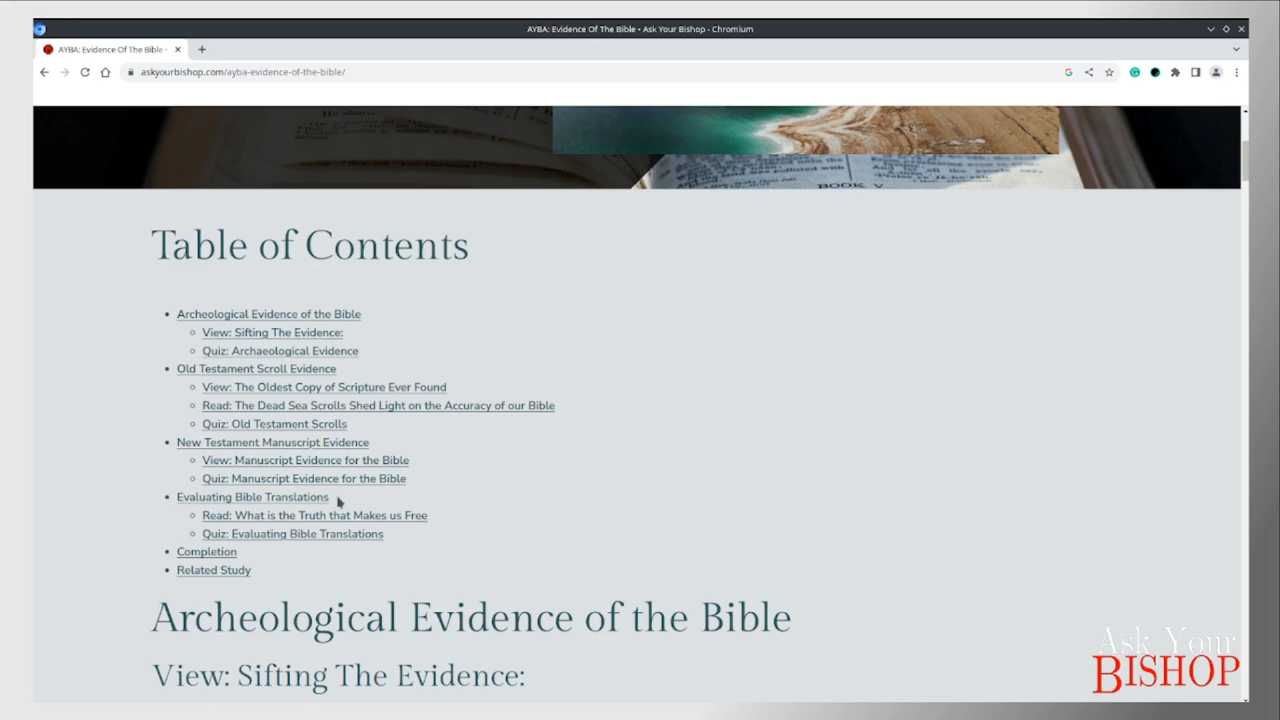 AYBA: Evidence Of The Bible • Ask Your Bishop - Chromium
AYBA: Evidence Of The Bible •
askyourbishop.com/ayba-evidence-of-the-bible/
BOOK V
Table of Contents
Archeological Evidence of the Bible
View: Sifting The Evidence:
Quiz: Archaeological Evidence
Old Testament Scroll Evidence
View: The Oldest Copy of Scripture Ever Found
Read: The Dead Sea Scrolls Shed Light on the Accuracy of our Bible
Quiz: Old Testament Scrolls
New Testament Manuscript Evidence
View: Manuscript Evidence for the Bible
Quiz: Manuscript Evidence for the Bible
Evaluating Bible Translations
Read: What is the Truth that Makes us Free
Quiz: Evaluating Bible Translations
Completion
Related Study
Archeological Evidence of the Bible
View: Sifting The Evidence:
Ask Your
BISHOP